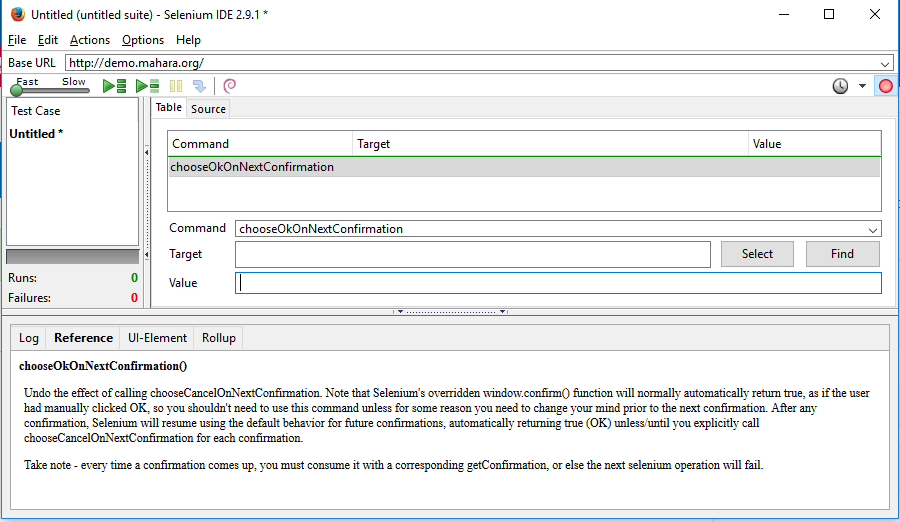 Untitled (untitled suite) - Selenium IDE 2.9.1 *
File Edit Actions Options Help
Base URL http://demo.mahara.org/
Fast Slow
Test Case
Untitled *
Runs: 0
Failures: 0
Table Source
Command Target Value
chooseOkOnNextConfirmation
Command chooseOkOnNextConfirmation
Target Select Find
Value
Log Reference UI-Element Rollup
chooseOkOnNextConfirmation()
Undo the effect of calling chooseCancelOnNextConfirmation. Note that Selenium's overridden window.confirm() function will normally automatically return true, as if the user
had manually clicked OK, so you shouldn't need to use this command unless for some reason you need to change your mind prior to the next confirmation. After any
confirmation, Selenium will resume using the default behavior for future confirmations, automatically returning true (OK) unless/until you explicitly call
chooseCancelOnNextConfirmation for each confirmation.
Take note - every time a confirmation comes up, you must consume it with a corresponding getConfirmation, or else the next selenium operation will fail.